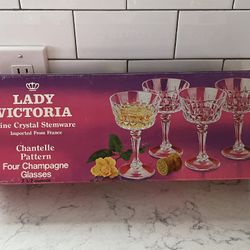 LADY
VICTORIA
Fine Crystal Stemware
Imported From France
Chantelle
Pattern
Four Champagne
Glasses